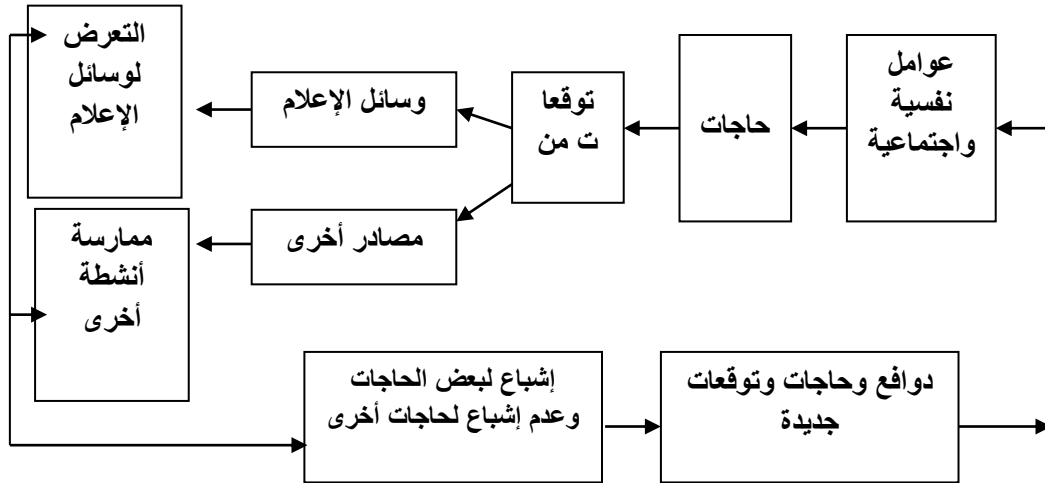 عوامل
نفسية
واجتماعية
حاجات
توقعا
ت من
وسائل الإعلام
مصادر أخرى
التعرض
لوسائل
الإعلام
ممارسة
أنشطة
أخرى
إشباع لبعض الحاجات
وعدم إشباع لحاجات أخرى
دوافع وحاجات وتوقعات
جديدة